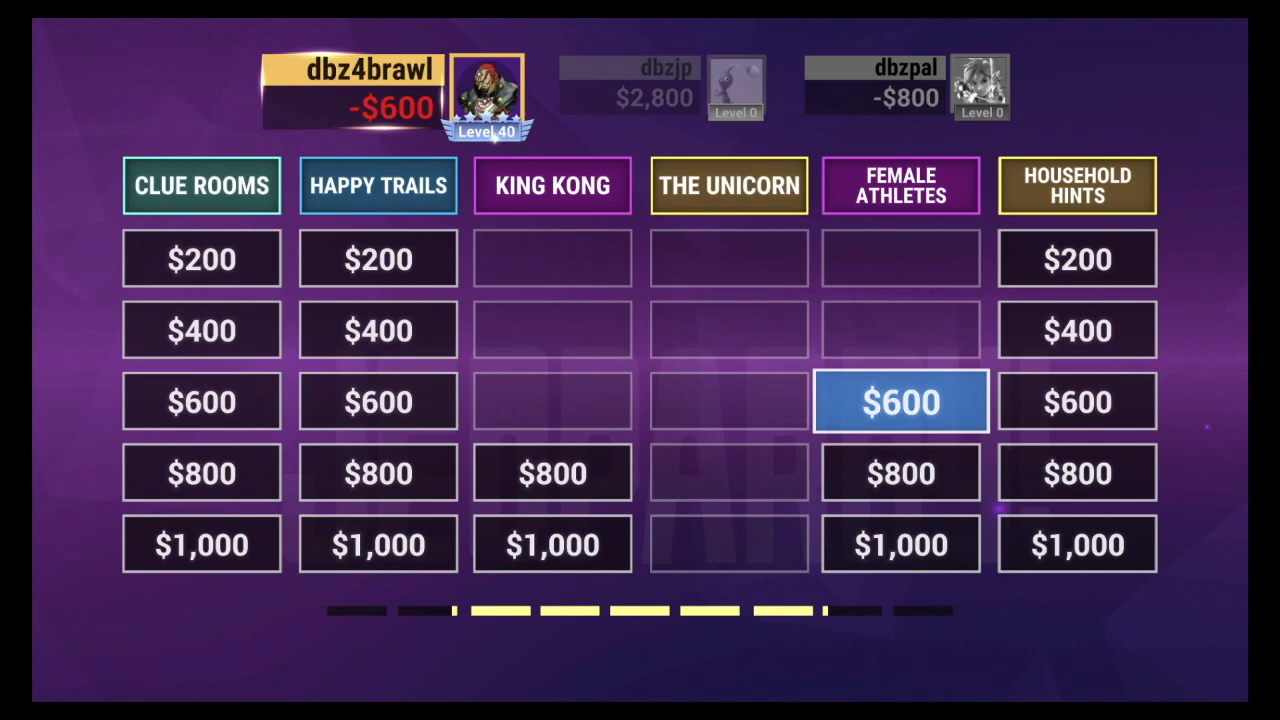 dbz4brawl
-$600
Level 40
dbzjp
$2,800
Level 0
dbzpal
-$800
Level 0
CLUE ROOMS
HAPPY TRAILS
KING KONG
THE UNICORN
FEMALE
ATHLETES
HOUSEHOLD
HINTS
$200 $200 $200
$400 $400 $400
$600 $600 $600 $600
$800 $800 $800 $800 $800
$1,000 $1,000 $1,000 $1,000 $1,000